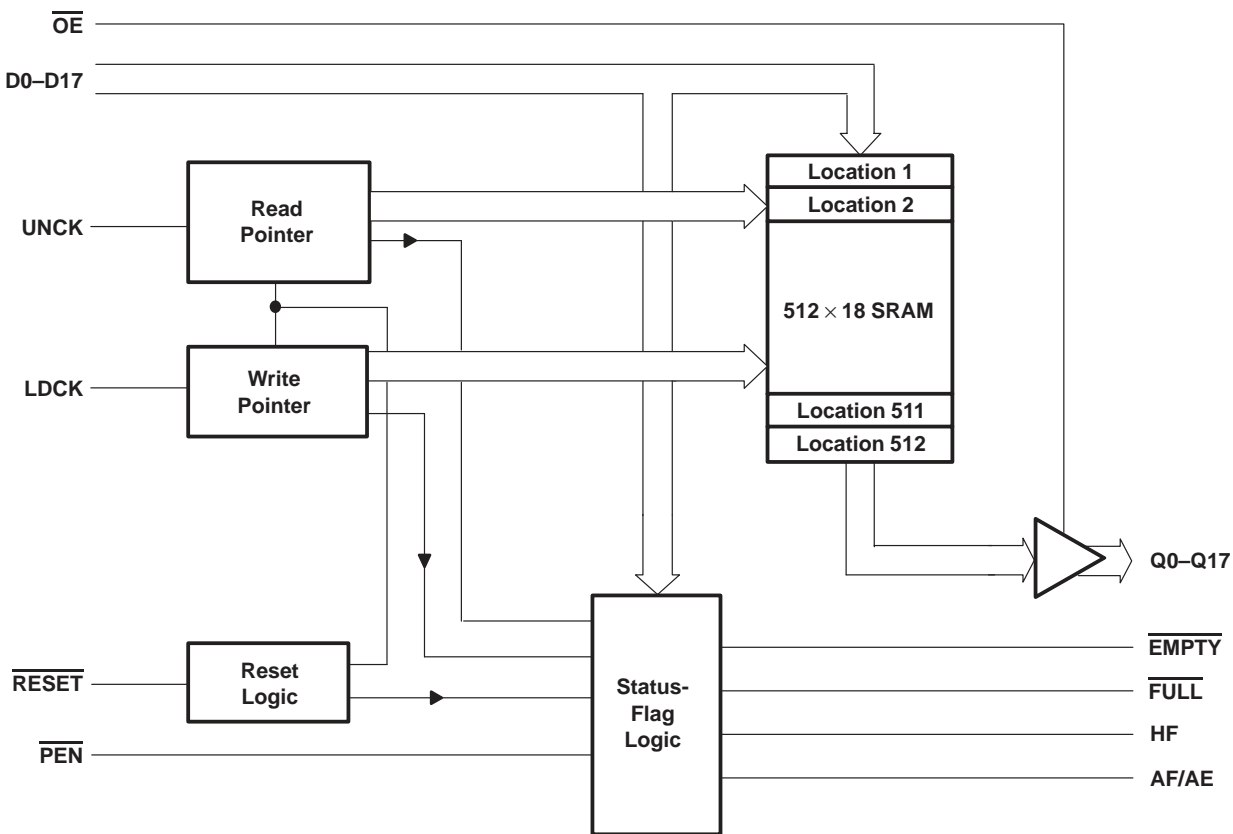 OE
D0–D17
Location 1
Location 2
Read
Pointer
UNCK
512 × 18 SRAM
Write
Pointer
LDCK
Location 511
Location 512
Q0–Q17
EMPTY
Reset
Logic
RESET
Status-
Flag
Logic
FULL
HF
PEN
AF/AE